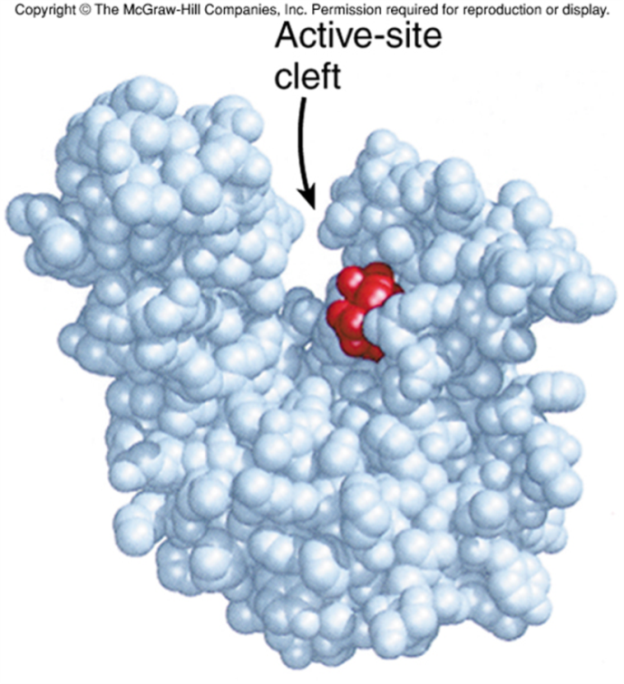 Copyright © The McGraw-Hill Companies, Inc. Permission required for reproduction or display.
Active-site
cleft